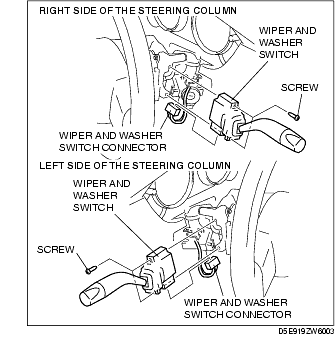 RIGHT SIDE OF THE STEERING COLUMN
WIPER AND
WASHER
SWITCH
SCREW
WIPER AND WASHER
SWITCH CONNECTOR
LEFT SIDE OF THE STEERING COLUMN
WIPER AND
WASHER
SWITCH
SCREW
WIPER AND WASHER
SWITCH CONNECTOR
D5E919ZW6003